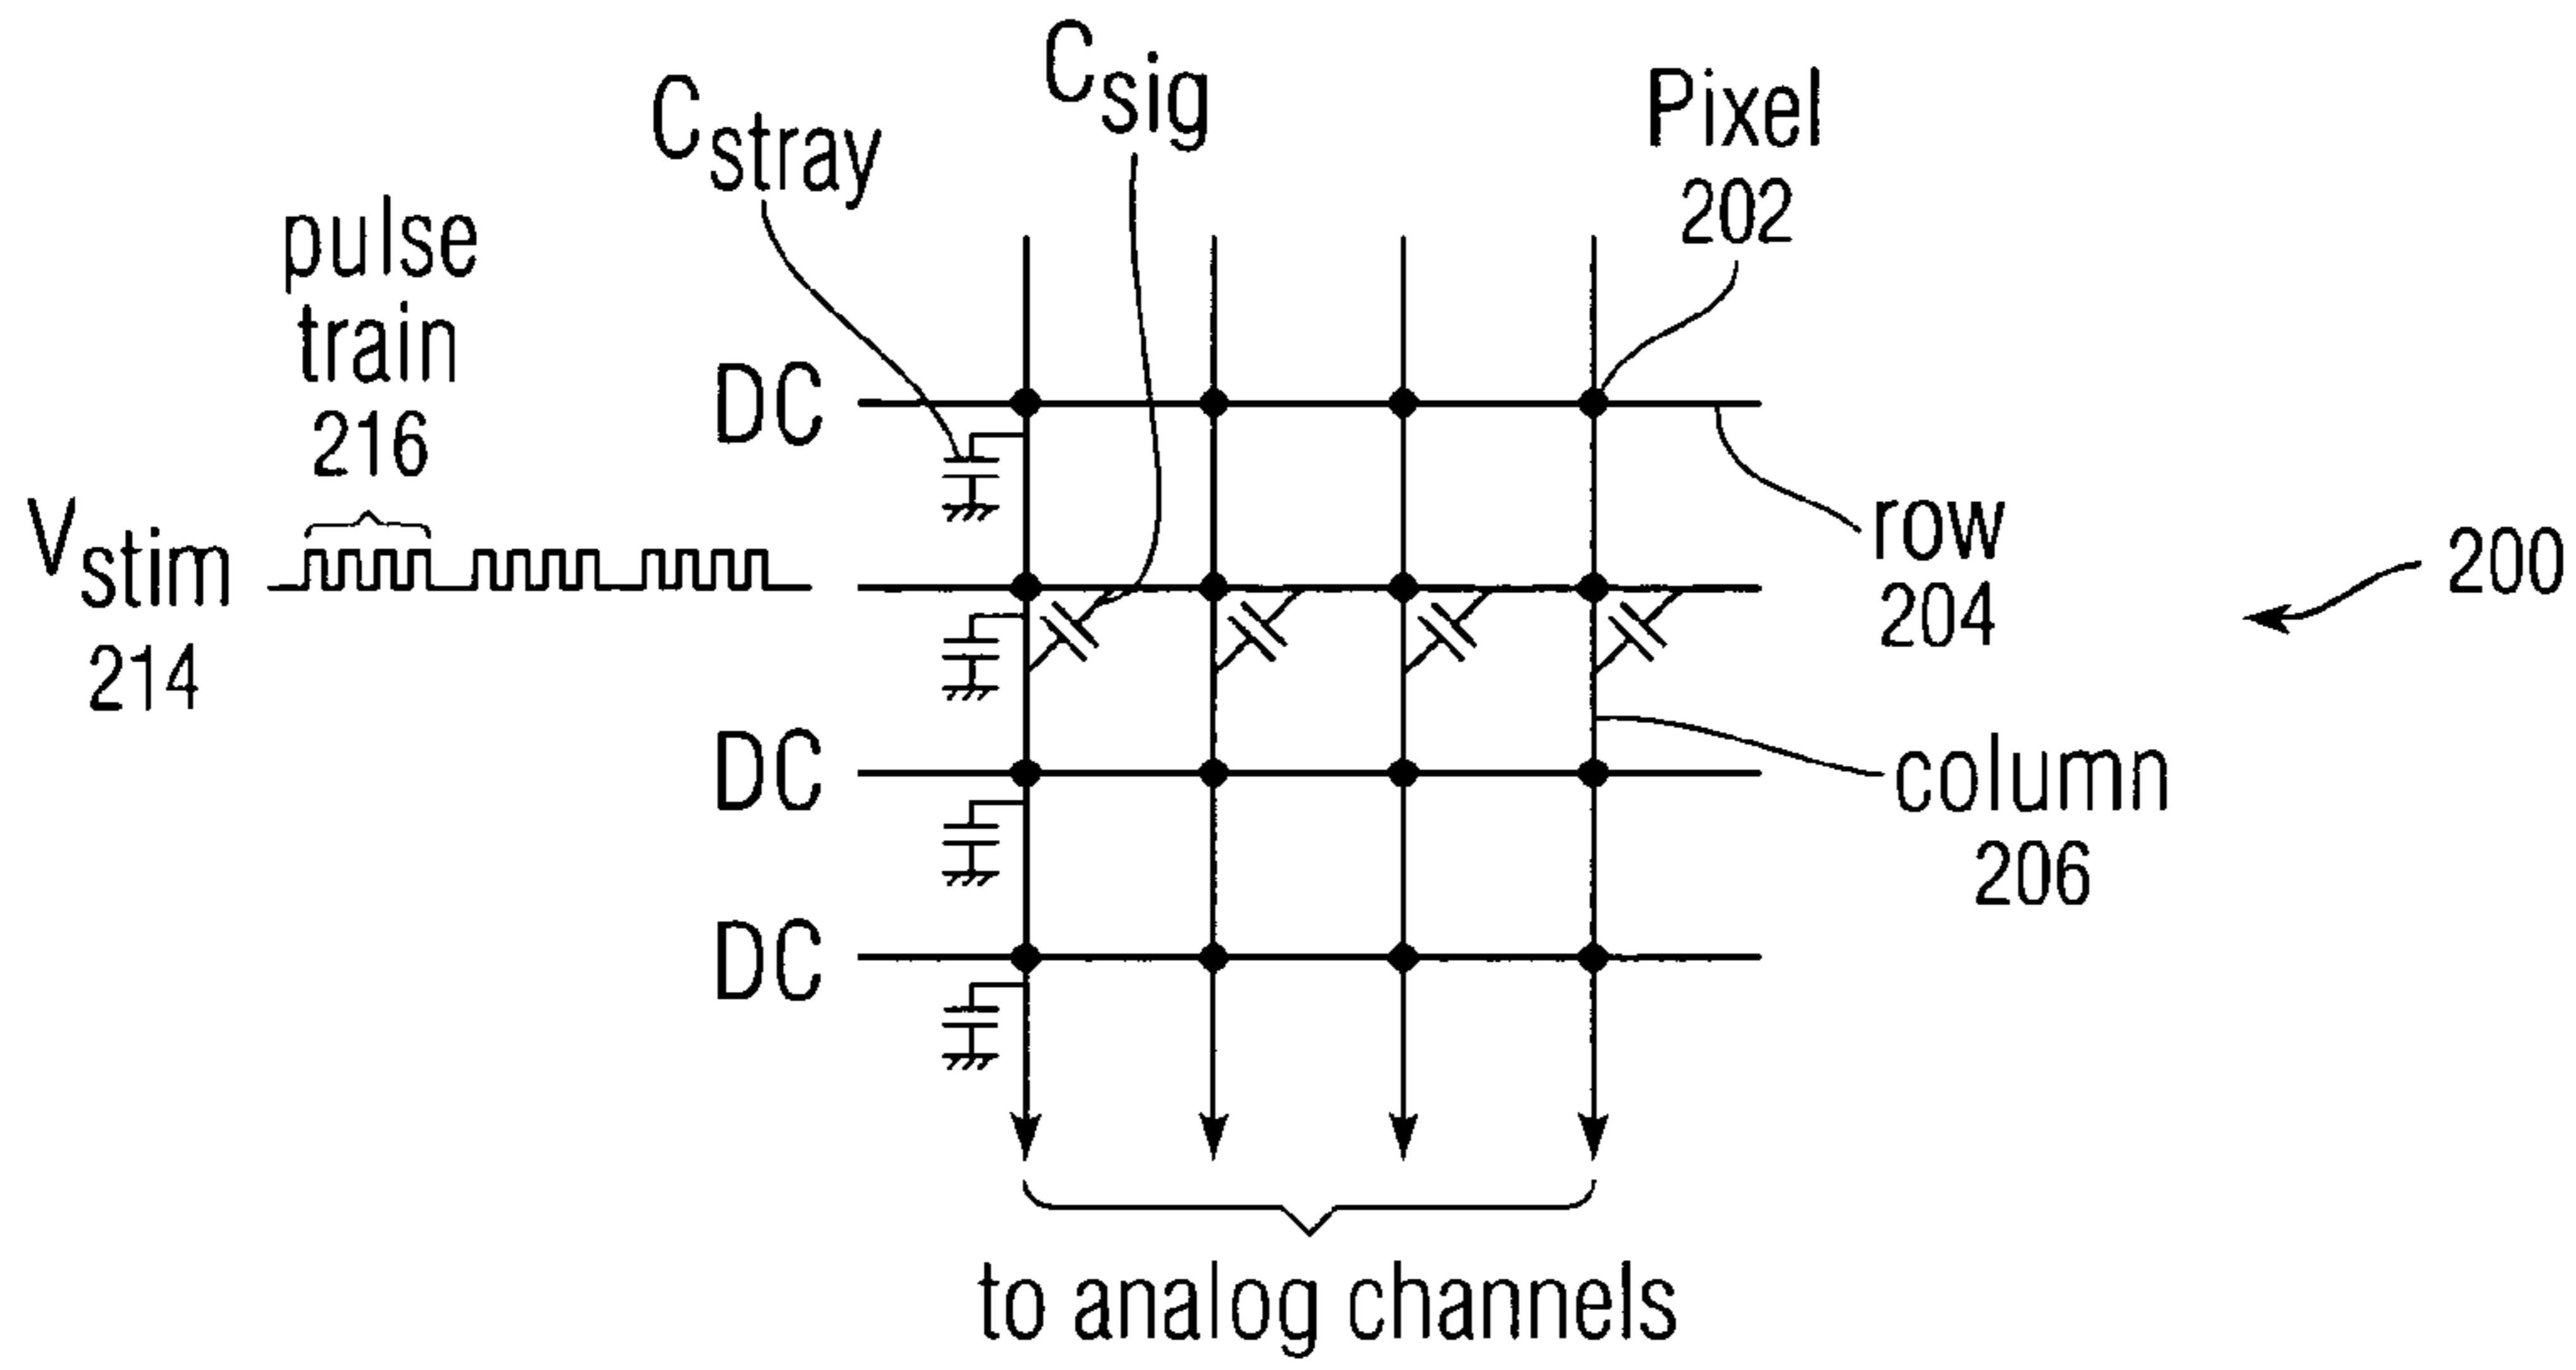 Csig
Cstray
Pixel
202
pulse
train
216
DC
Vstim
214
row
204
200
DC
column
206
DC
to analog channels